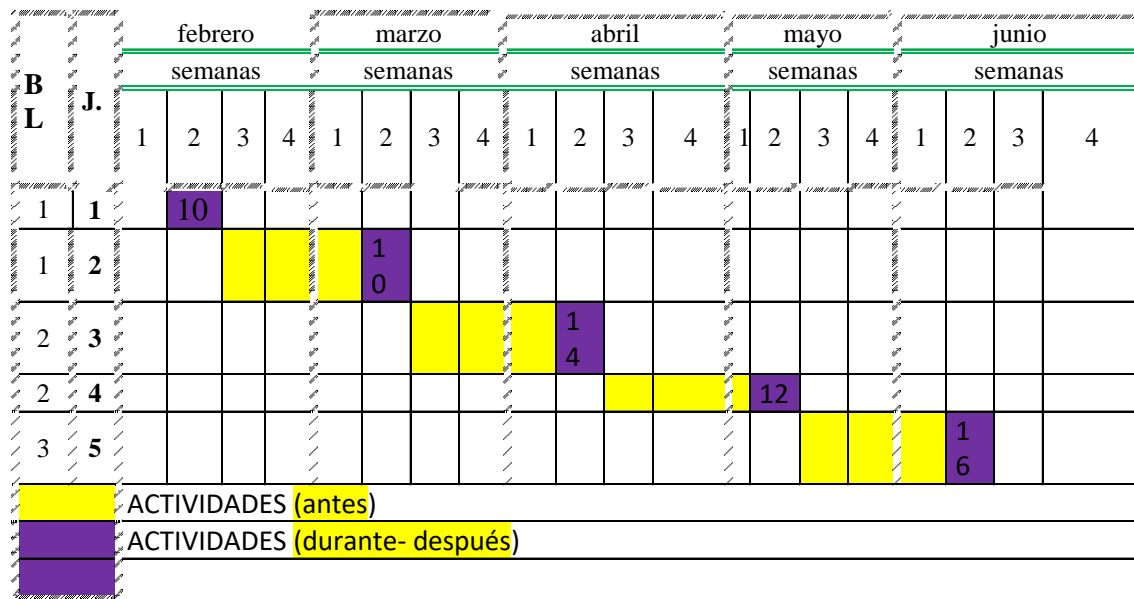 febrero marzo abril mayo junio
semanas semanas semanas semanas semanas
B
L
J.
1 2 3 4 1 2 3 4 1 2 3 4 1 2 3 4 1 2 3 4
1 1 10
1 2 1
0
2 3 1
4
2 4 12
3 5 1
6
ACTIVIDADES (antes)
ACTIVIDADES (durante- después)